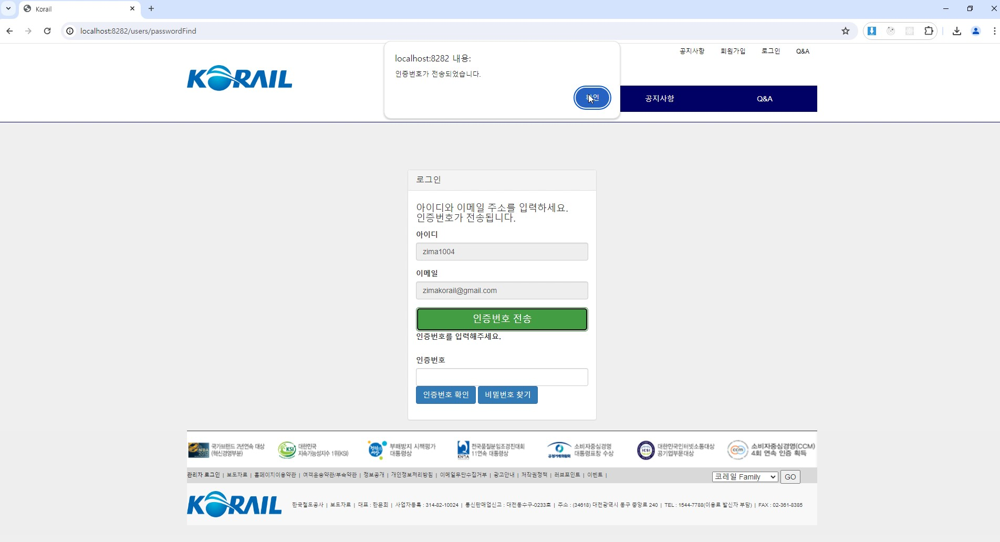 Korail
localhost:8282/users/passwordFind
localhost:8282 내용:
인증번호가 전송되었습니다.
확인
공지사항 회원가입 로그인 Q&A
KORAIL
공지사항 Q&A
로그인
아이디와 이메일 주소를 입력하세요.
인증번호가 전송됩니다.
아이디
zima1004
이메일
zimakorail@gmail.com
인증번호 전송
인증번호를 입력해주세요.
인증번호
인증번호 확인 비밀번호 찾기
국가브랜드 2년연속 대상
(혁신경영부분)
KSI
대한민국
지속가능성지수 1위(KSI)
부패방지 시책평가
대통령상
전국품질분임조경진대회
11연속 대통령상
공정거래위원회
소비자중심경영
대통령표창 수상
ICSI
대한민국인터넷소통대상
공기업부문대상
ccm
소비자중심경영(CCM)
4회 연속 인증 획득
관리자 로그인 | 보도자료 | 홈페이지이용약관 | 여객운송약관/부속약관 | 정보공개 | 개인정보처리방침 | 이메일무단수집거부 | 광고안내 | 저작권정책 | 러브포인트 | 이벤트 |
코레일 Family GO
KORAIL
한국철도공사 | 보도자료 | 대표 : 한문희 | 사업자등록 : 314-82-10024 | 통신판매업신고 : 대전동수구-0233호 | 주소 : (34618) 대전광역시 동구 중앙로 240 | TEL : 1544-7788(이용료 발신자 부담) | FAX : 02-361-8385